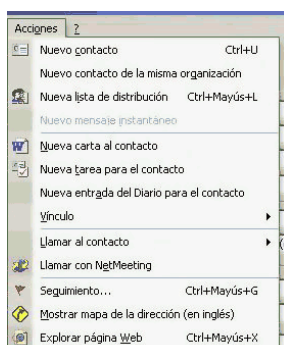 Acciones ?
Nuevo contacto Ctrl+U
Nuevo contacto de la misma organización
Nueva lista de distribución Ctrl+Mayús+L
Nuevo mensaje instantáneo
Nueva carta al contacto
Nueva tarea para el contacto
Nueva entrada del Diario para el contacto
Vínculo
Llamar al contacto
Llamar con NetMeeting
Seguimiento... Ctrl+Mayús+G
Mostrar mapa de la dirección (en inglés)
Explorar página Web Ctrl+Mayús+X